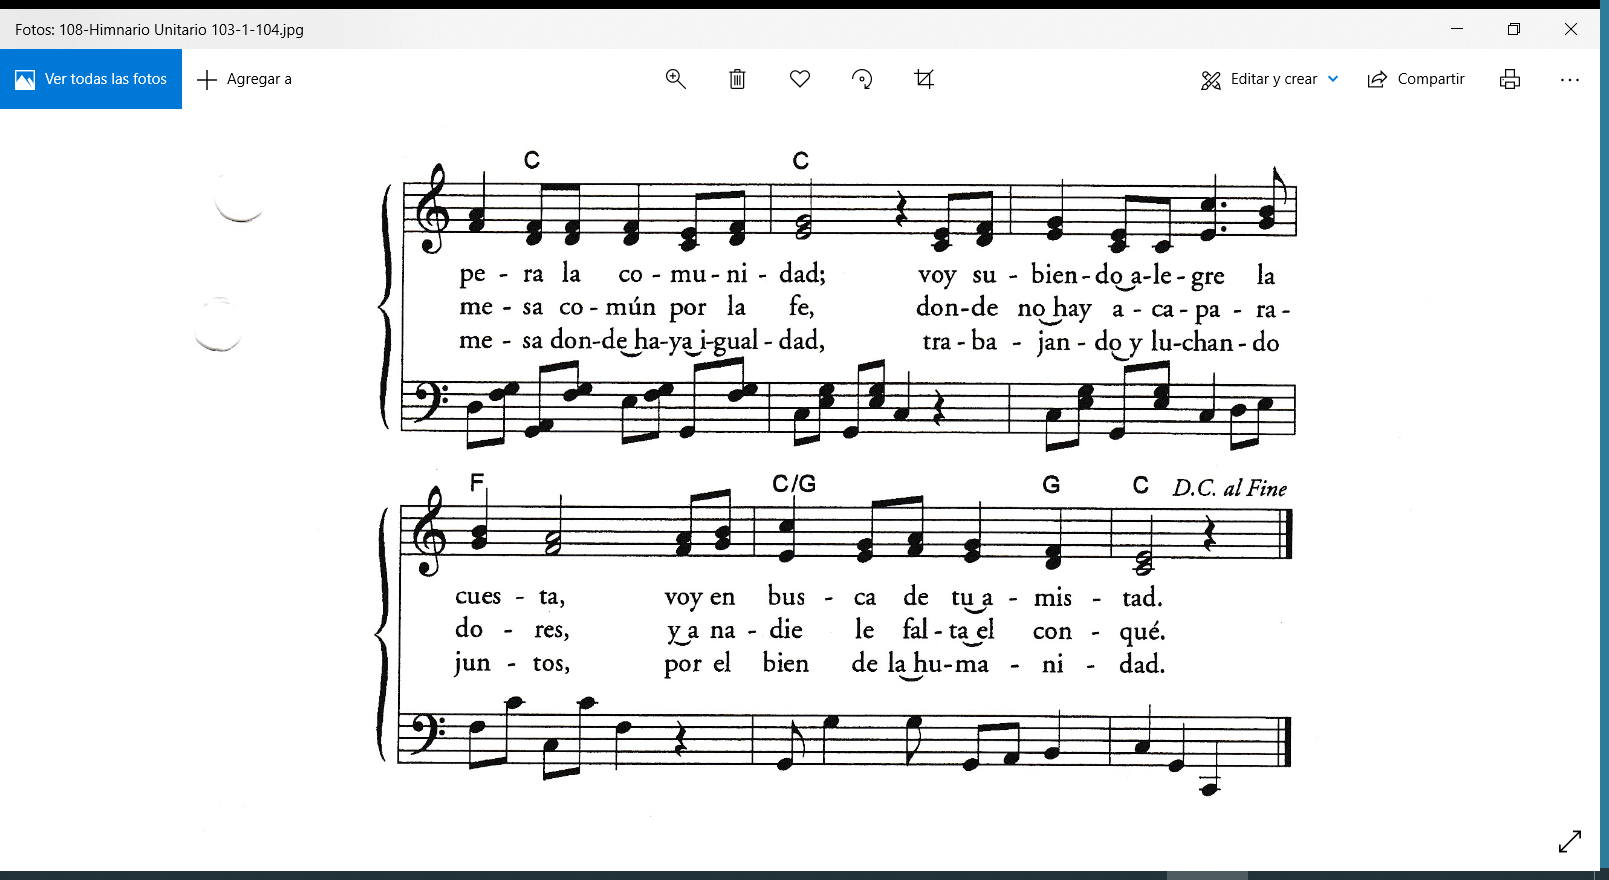 Fotos: 108-Himnario Unitario 103-1-104.jpg
Ver todas las fotos
Agregar a
Editar y crear
Compartir
C C
pe - ra la co - mu - ni - dad; voy su - bien - do a - le - gre la
me - sa co - mún por la fe, don - de no hay a - ca - pa - ra -
me - sa don - de ha - ya i - gual - dad, tra - ba - jan - do y lu - chan - do
F C/G G C D.C. al Fine
cues - ta, voy en bus - ca de tu a - mis - tad.
do - res, y a na - die le fal - ta el con - qué.
jun - tos, por el bien de la hu - ma - ni - dad.